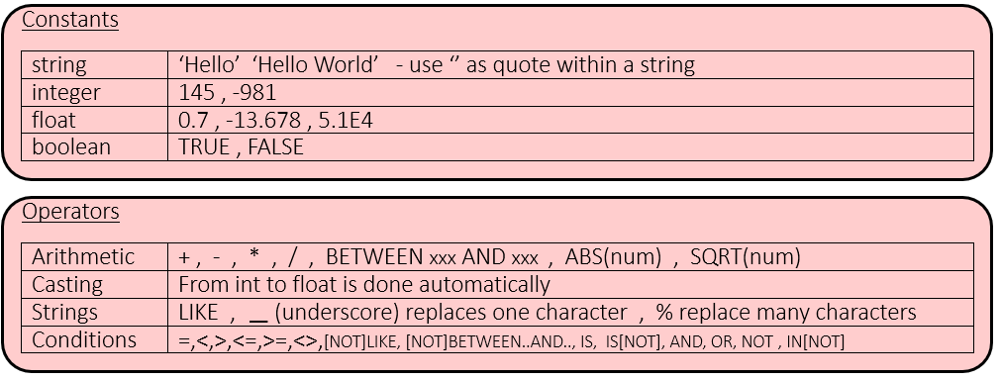 Constants
string ‘Hello’ ‘Hello World’ - use ‘’ as quote within a string
integer 145 , -981
float 0.7 , -13.678 , 5.1E4
boolean TRUE , FALSE
Operators
Arithmetic + , - , * , / , BETWEEN xxx AND xxx , ABS(num) , SQRT(num)
Casting From int to float is done automatically
Strings LIKE , _ (underscore) replaces one character , % replace many characters
Conditions =,<,>,<=,>=,<>,[NOT]LIKE, [NOT]BETWEEN..AND.., IS, IS[NOT], AND, OR, NOT , IN[NOT]